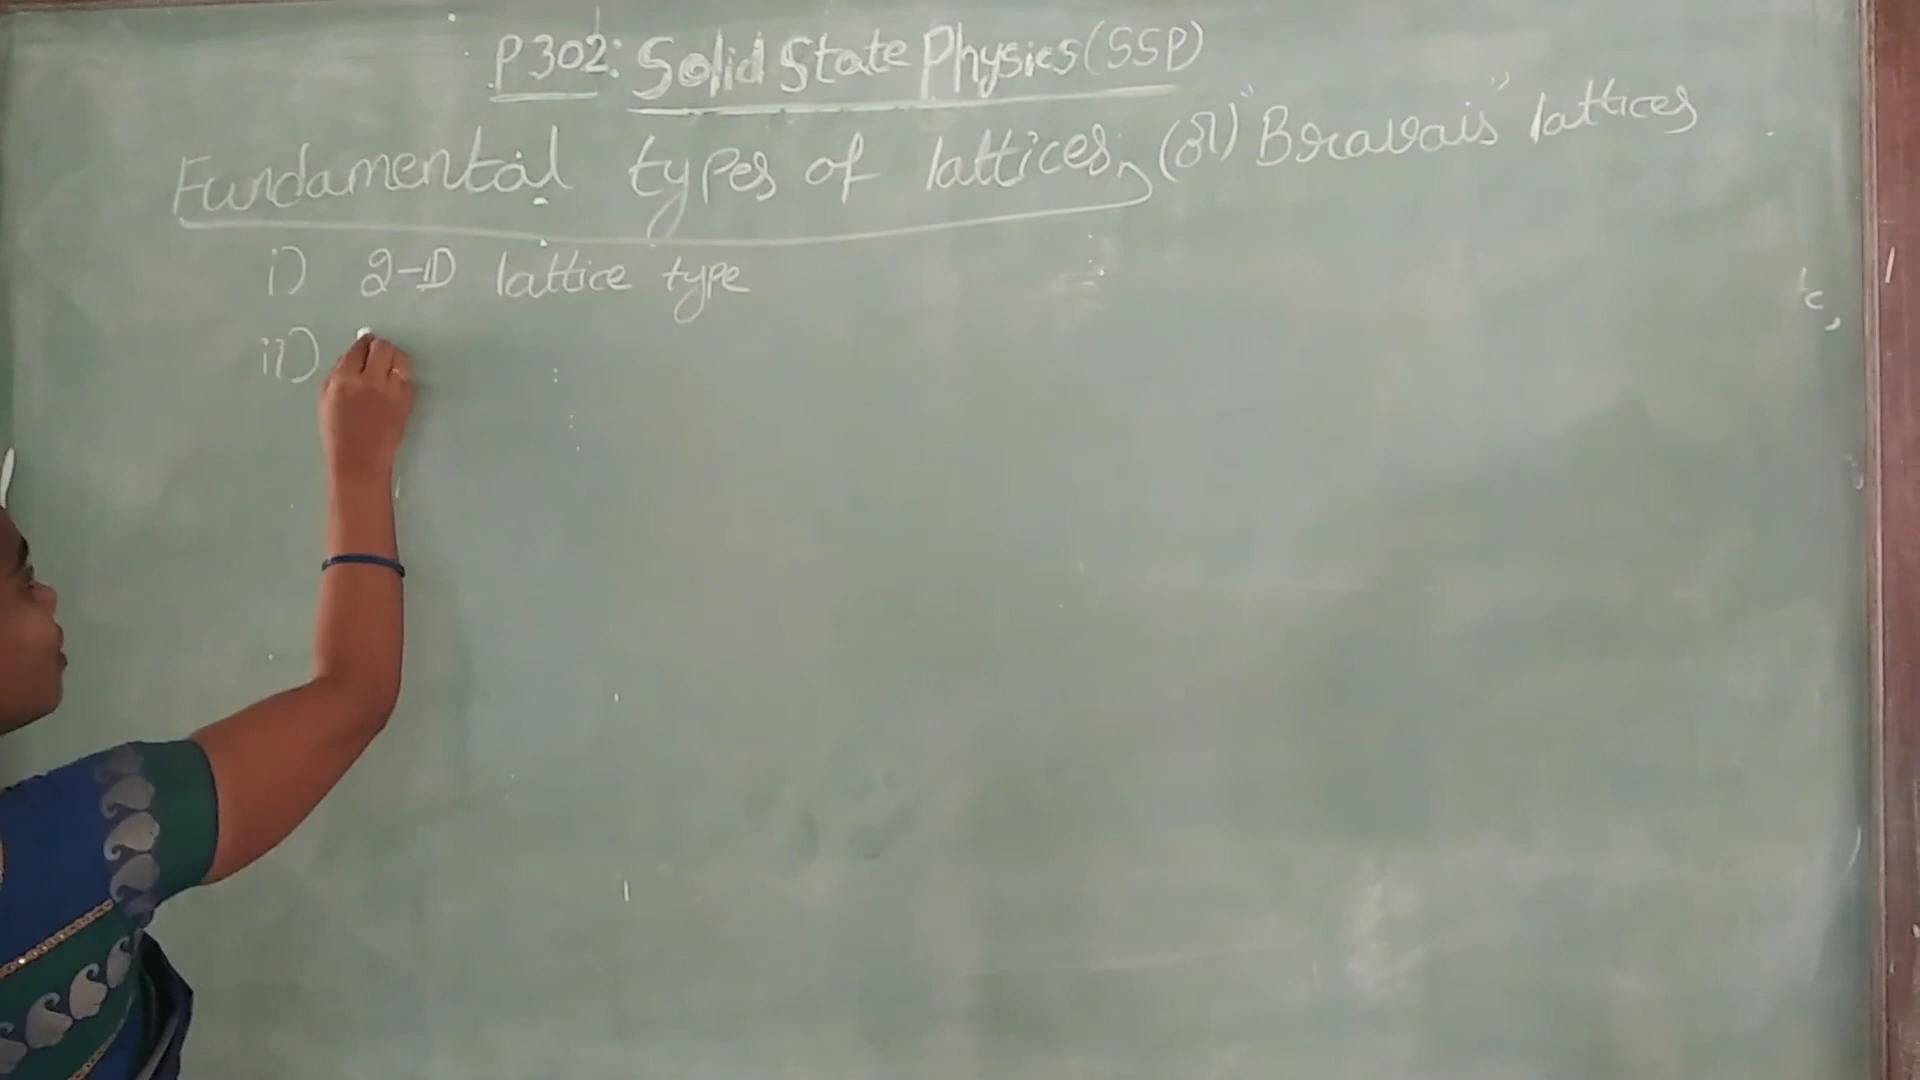 P302: Solid State Physics (SSP)
Fundamental types of lattices, (or) "Bravais" lattices
i) 2-D lattice type
ii)